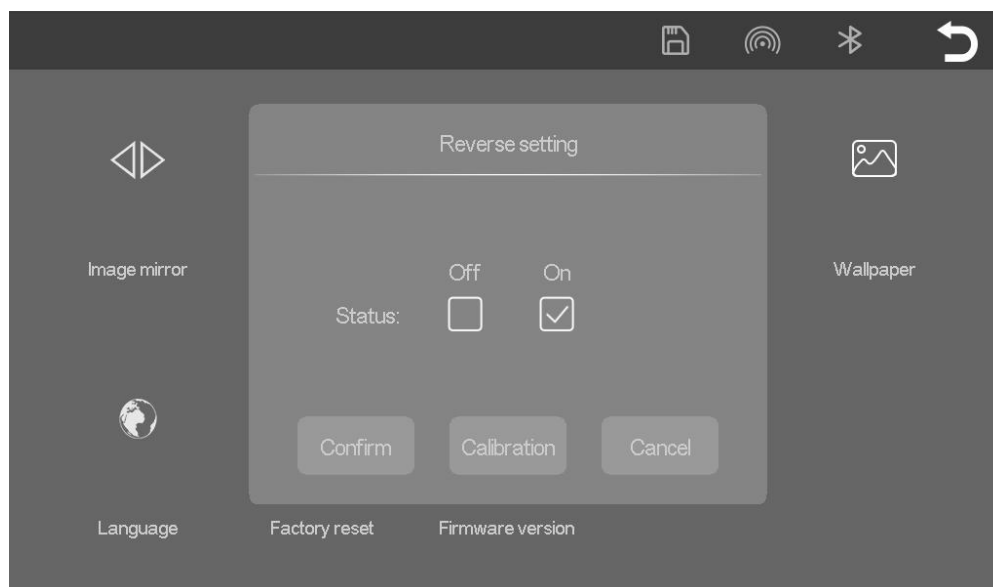 Reverse setting
Image mirror
Wallpaper
Off On
Status:
Confirm Calibration Cancel
Language Factory reset Firmware version